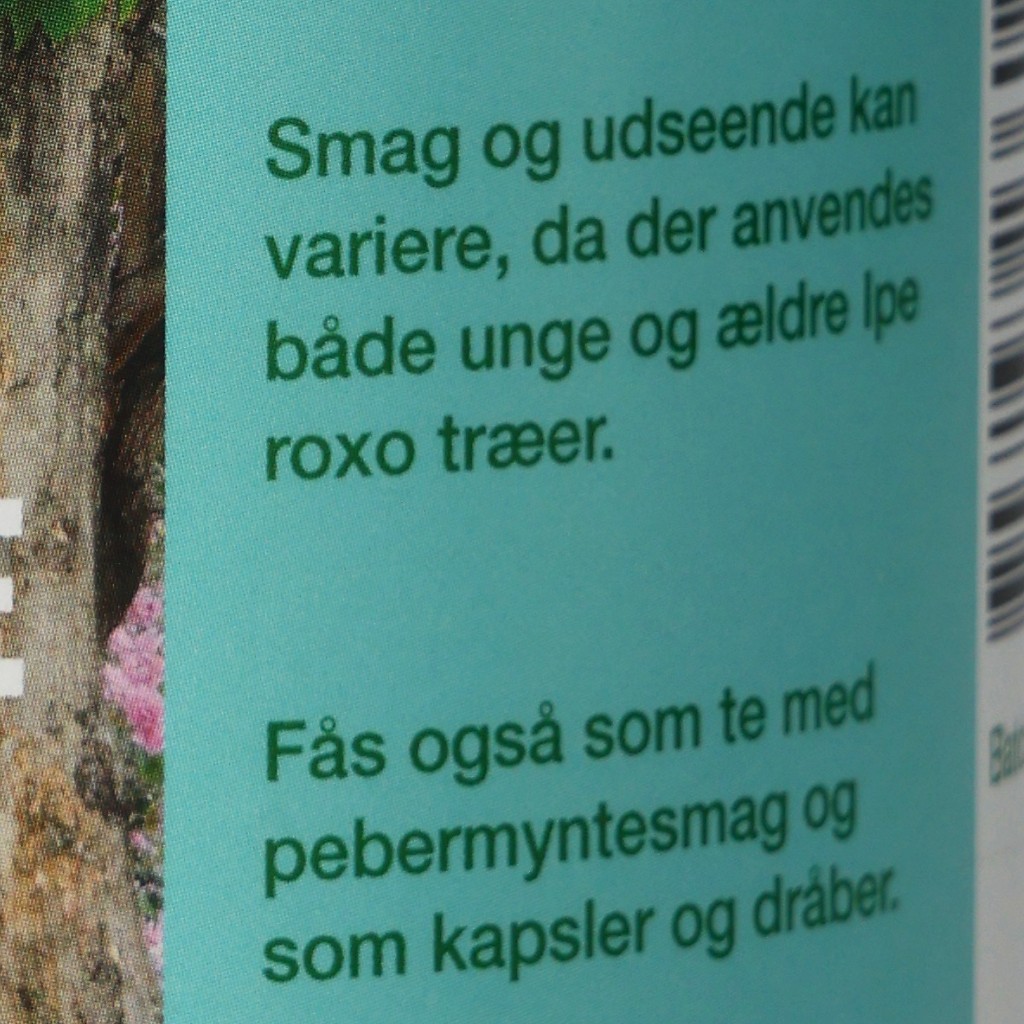 Smag og udseende kan
variere, da der anvendes
både unge og ældre lpe
roxo træer.
Fås også som te med
pebermyntesmag og
som kapsler og dråber.